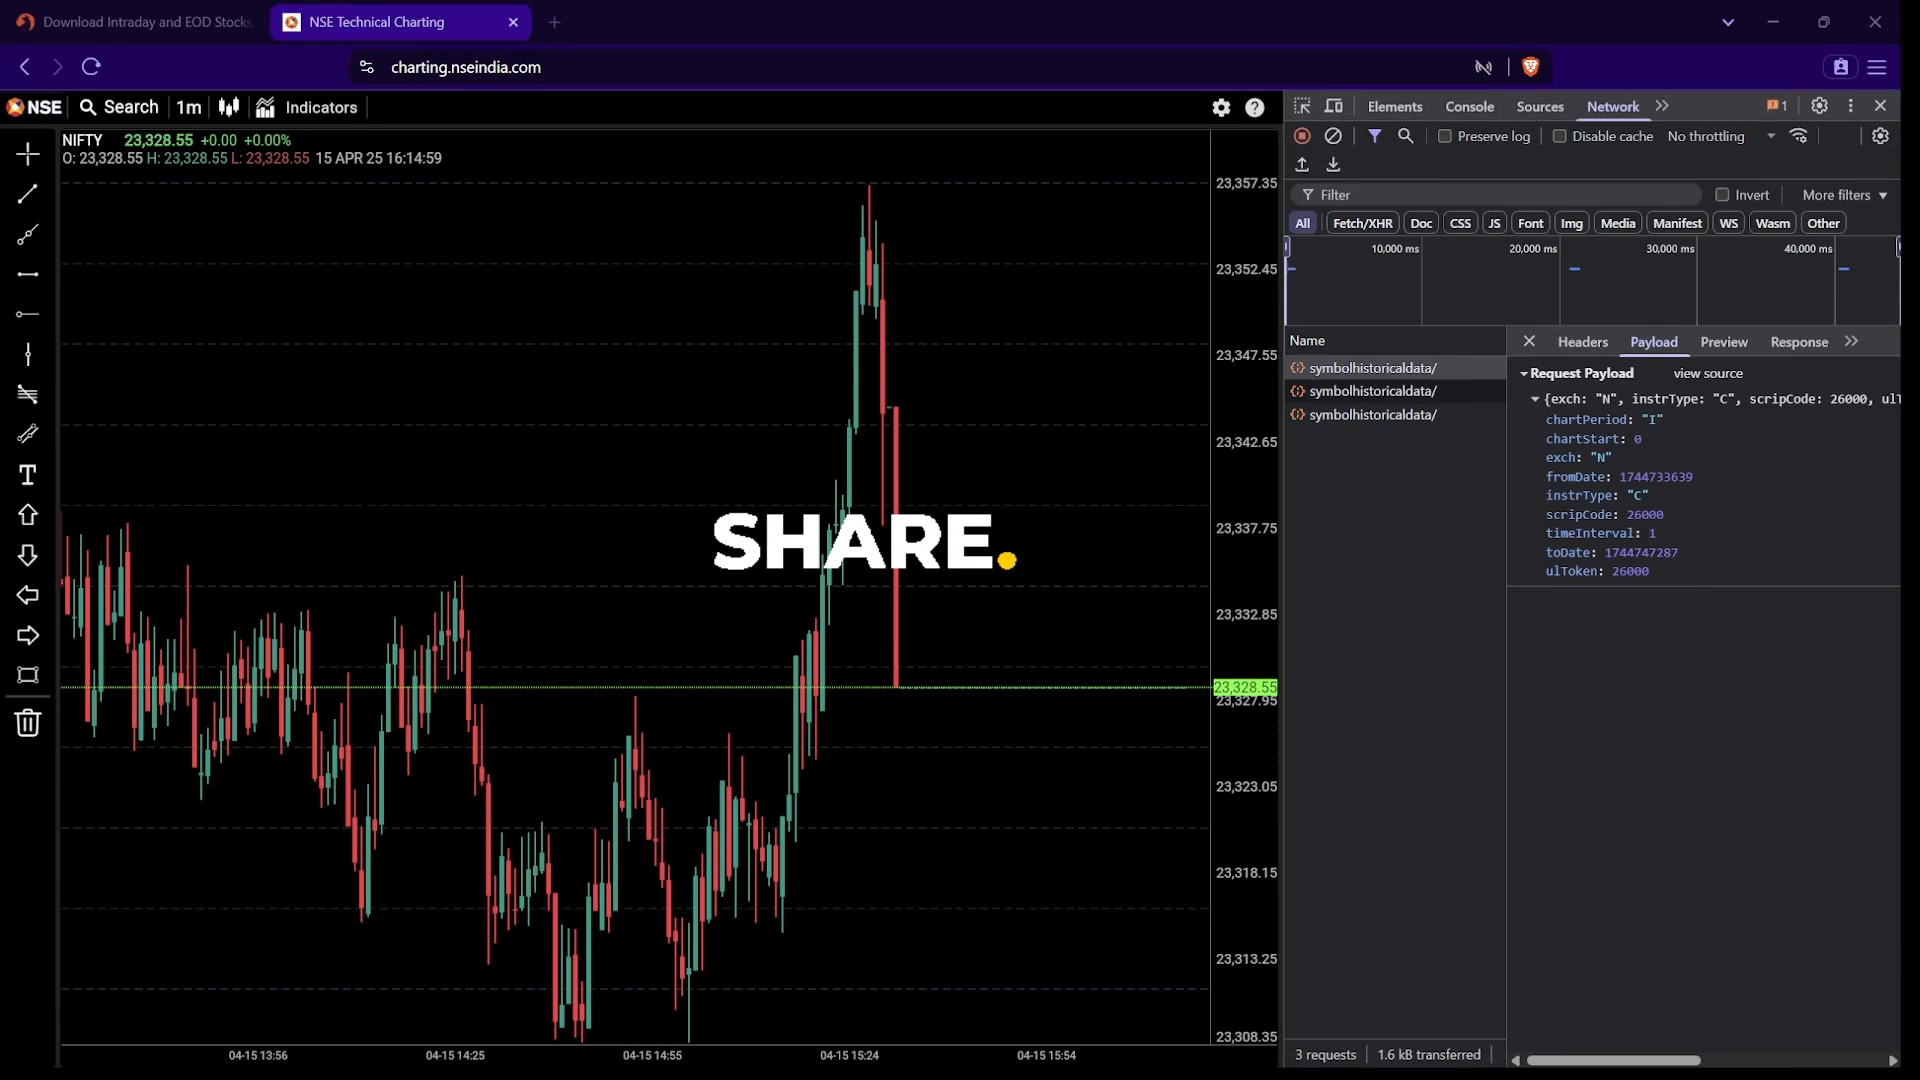 Download Intraday and EOD Stocks
NSE Technical Charting
charting.nseindia.com
NSE Search 1m Indicators
NIFTY 23,328.55 +0.00 +0.00%
O: 23,328.55 H: 23,328.55 L: 23,328.55 15 APR 25 16:14:59
23,357.35
23,352.45
23,347.55
23,342.65
23,337.75
23,332.85
23,328.55
23,327.95
23,323.05
23,318.15
23,313.25
23,308.35
T
SHARE.
04-15 13:56 04-15 14:25 04-15 14:55 04-15 15:24 04-15 15:54
Elements Console Sources Network 1
Preserve log Disable cache No throttling
Filter Invert More filters
All Fetch/XHR Doc CSS JS Font Img Media Manifest WS Wasm Other
10,000 ms 20,000 ms 30,000 ms 40,000 ms
Name
symbolhistoricaldata/
symbolhistoricaldata/
symbolhistoricaldata/
Headers Payload Preview Response
Request Payload view source
{exch: "N", instrType: "C", scripCode: 26000, ulT
chartPeriod: "I"
chartStart: 0
exch: "N"
fromDate: 1744733639
instrType: "C"
scripCode: 26000
timeInterval: 1
toDate: 1744747287
ulToken: 26000
3 requests 1.6 kB transferred